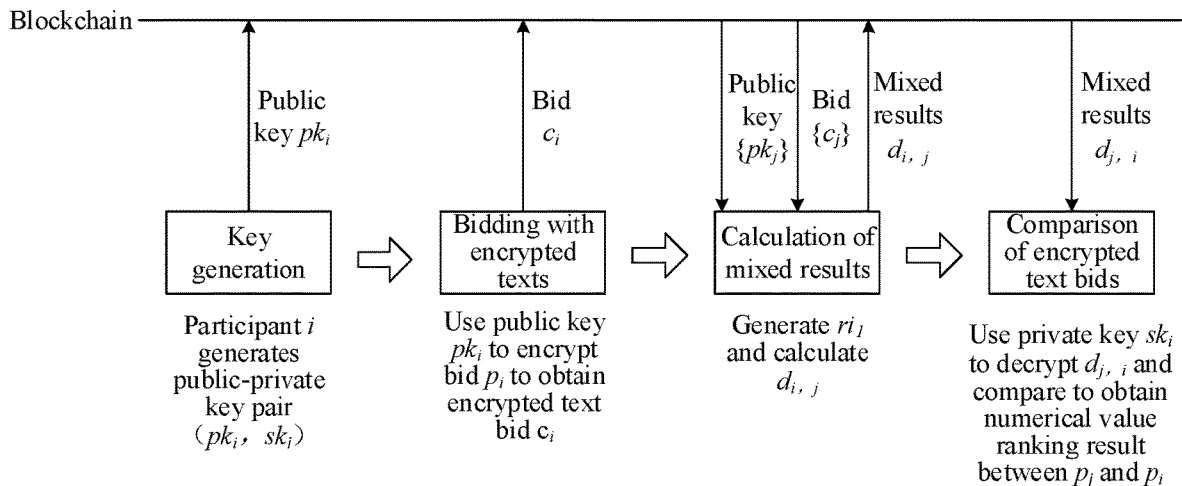 Blockchain
Public
key pkᵢ
Bid
cᵢ
Public
key
{pkⱼ}
Bid
{cⱼ}
Mixed
results
dᵢ, ⱼ
Mixed
results
dⱼ, ᵢ
Key
generation
Bidding with
encrypted
texts
Calculation of
mixed results
Comparison
of encrypted
text bids
Participant i
generates
public-private
key pair
(pkᵢ, skᵢ)
Use public key
pkᵢ to encrypt
bid pᵢ to obtain
encrypted text
bid cᵢ
Generate ri₁
and calculate
dᵢ, ⱼ
Use private key skᵢ
to decrypt dⱼ, ᵢ and
compare to obtain
numerical value
ranking result
between pⱼ and pᵢ